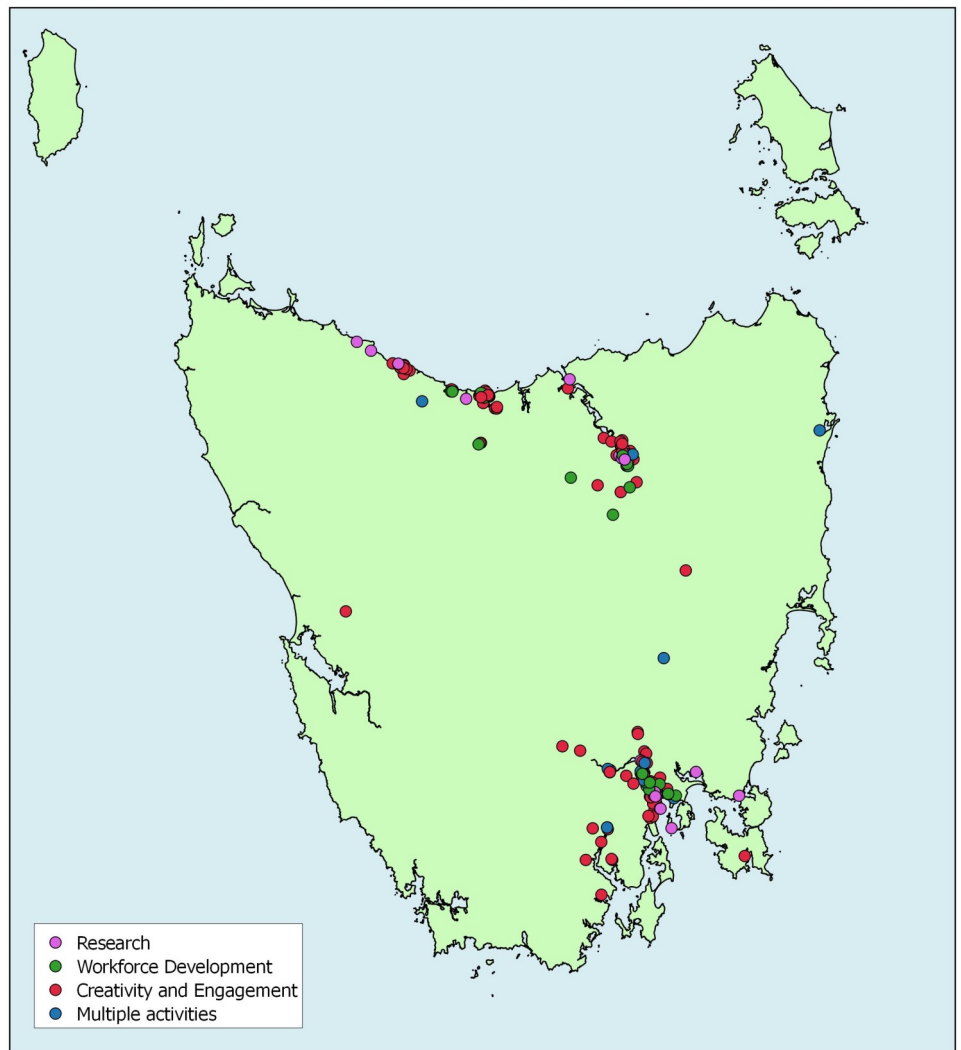 Research
Workforce Development
Creativity and Engagement
Multiple activities